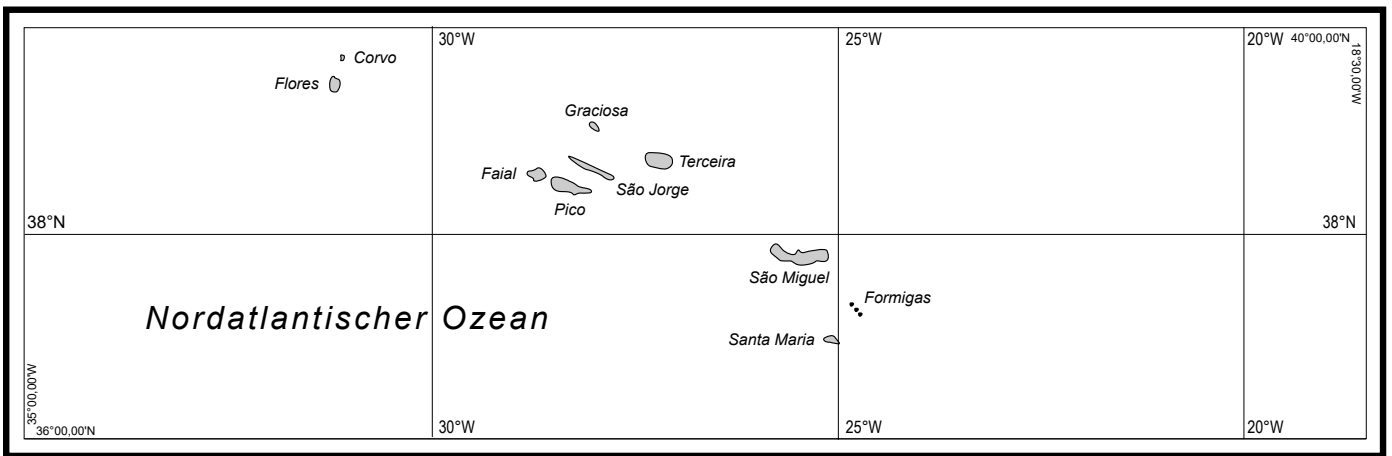 30°W
25°W
20°W
40°00,00'N
18°30,00'W
Corvo
Flores
Graciosa
Terceira
Faial
São Jorge
Pico
38°N
38°N
São Miguel
Formigas
Nordatlantischer Ozean
Santa Maria
35°00,00'W
36°00,00'N
30°W
25°W
20°W